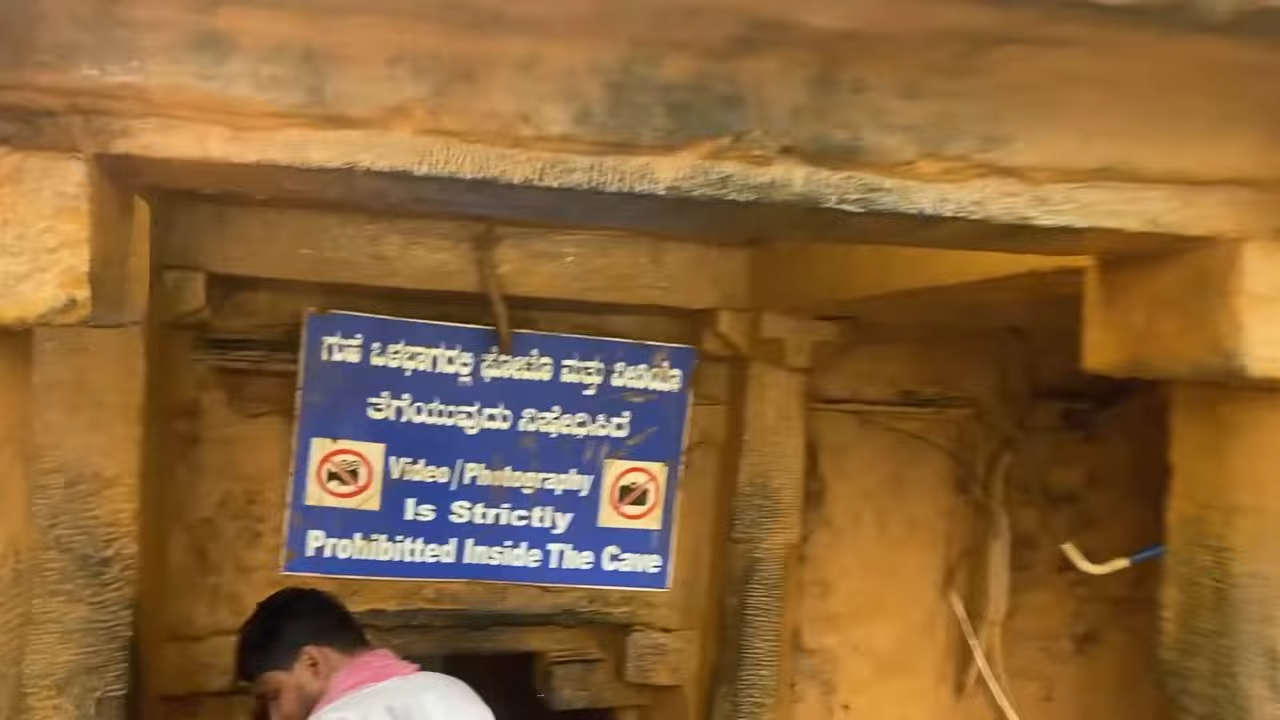 ಗುಹೆ ಒಳಭಾಗದಲ್ಲಿ ಫೋಟೊ ಮತ್ತು ವೀಡಿಯೋ
ತೆಗೆಯುವುದು ನಿಷೇಧಿಸಿದೆ
Video/Photography
Is Strictly
Prohibitted Inside The Cave